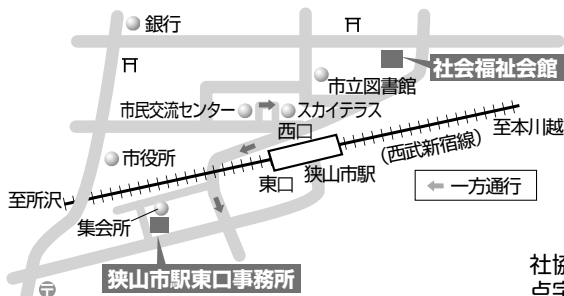 銀行
社会福祉会館
市立図書館
市民交流センター
スカイテラス
西口
至本川越
(西武新宿線)
市役所
狭山市駅
東口
一方通行
至所沢
集会所
狭山市駅東口事務所
社協
点字